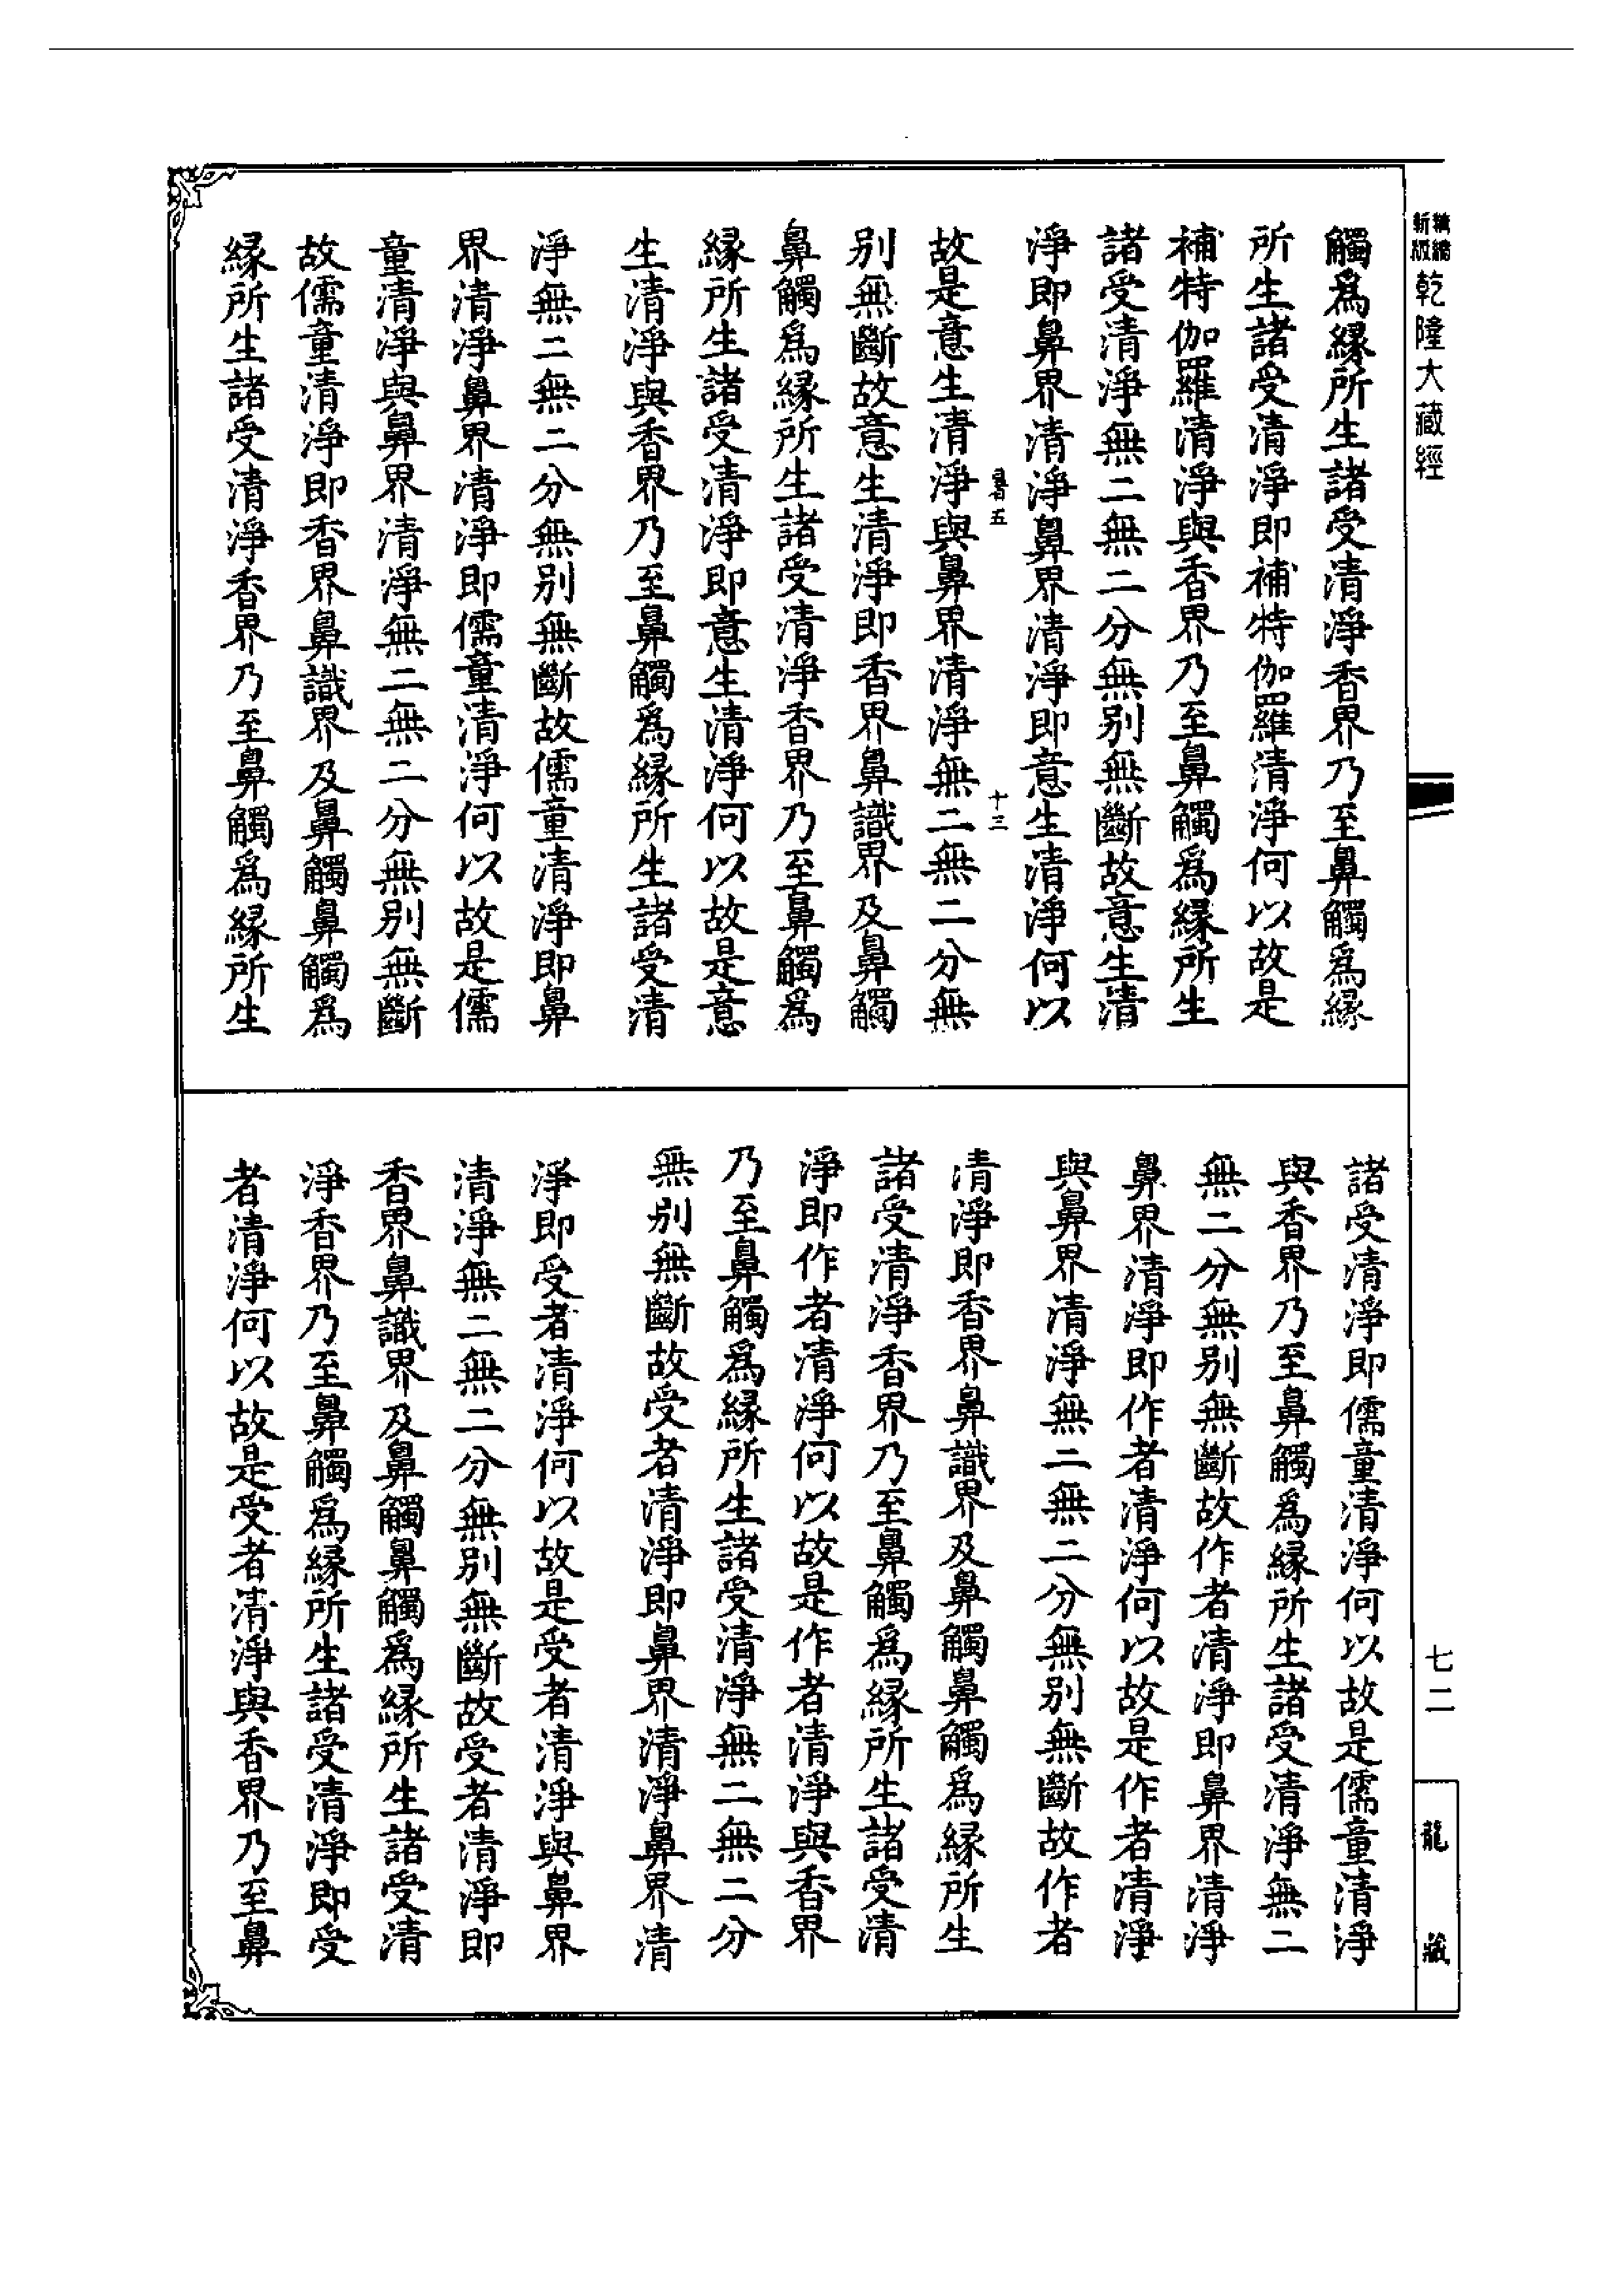 新版精縮乾隆大藏經
觸爲緣所生諸受清淨香界乃至鼻觸爲緣
所生諸受清淨即補特伽羅清淨何以故是
補特伽羅清淨與香界乃至鼻觸爲緣所生
諸受清淨無二無二分無別無斷故意生清
淨即鼻界清淨鼻界清淨即意生清淨何以
暑五
十三
故是意生清淨與鼻界清淨無二無二分無
別無斷故意生清淨即香界鼻識界及鼻觸
鼻觸爲緣所生諸受清淨香界乃至鼻觸爲
緣所生諸受清淨即意生清淨何以故是意
生清淨與香界乃至鼻觸爲緣所生諸受清
淨無二無二分無別無斷故儒童清淨即鼻
界清淨鼻界清淨即儒童清淨何以故是儒
童清淨與鼻界清淨無二無二分無別無斷
故儒童清淨即香界鼻識界及鼻觸鼻觸爲
緣所生諸受清淨香界乃至鼻觸爲緣所生
諸受清淨即儒童清淨何以故是儒童清淨
與香界乃至鼻觸爲緣所生諸受清淨無二
無二分無別無斷故作者清淨即鼻界清淨
鼻界清淨即作者清淨何以故是作者清淨
與鼻界清淨無二無二分無別無斷故作者
清淨即香界鼻識界及鼻觸鼻觸爲緣所生
諸受清淨香界乃至鼻觸爲緣所生諸受清
淨即作者清淨何以故是作者清淨與香界
乃至鼻觸爲緣所生諸受清淨無二無二分
無別無斷故受者清淨即鼻界清淨鼻界清
淨即受者清淨何以故是受者清淨與鼻界
清淨無二無二分無別無斷故受者清淨即
香界鼻識界及鼻觸鼻觸爲緣所生諸受清
淨香界乃至鼻觸爲緣所生諸受清淨即受
者清淨何以故是受者清淨與香界乃至鼻
七二
龍藏